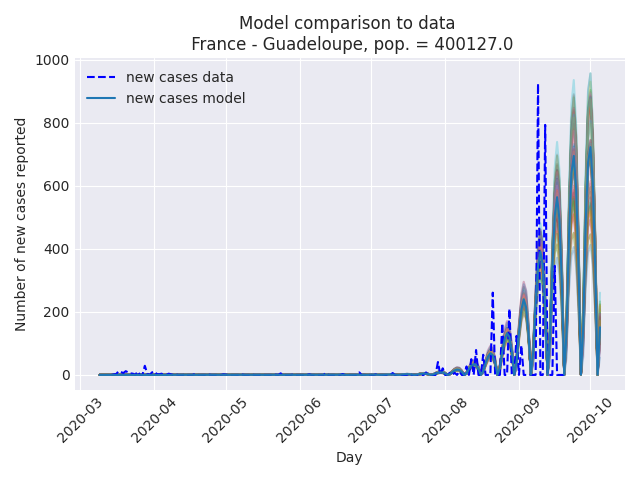 Model comparison to data
France - Guadeloupe, pop. = 400127.0
new cases data
new cases model
Number of new cases reported
1000
800
600
400
200
0
2020-03
2020-04
2020-05
2020-06
2020-07
2020-08
2020-09
2020-10
Day